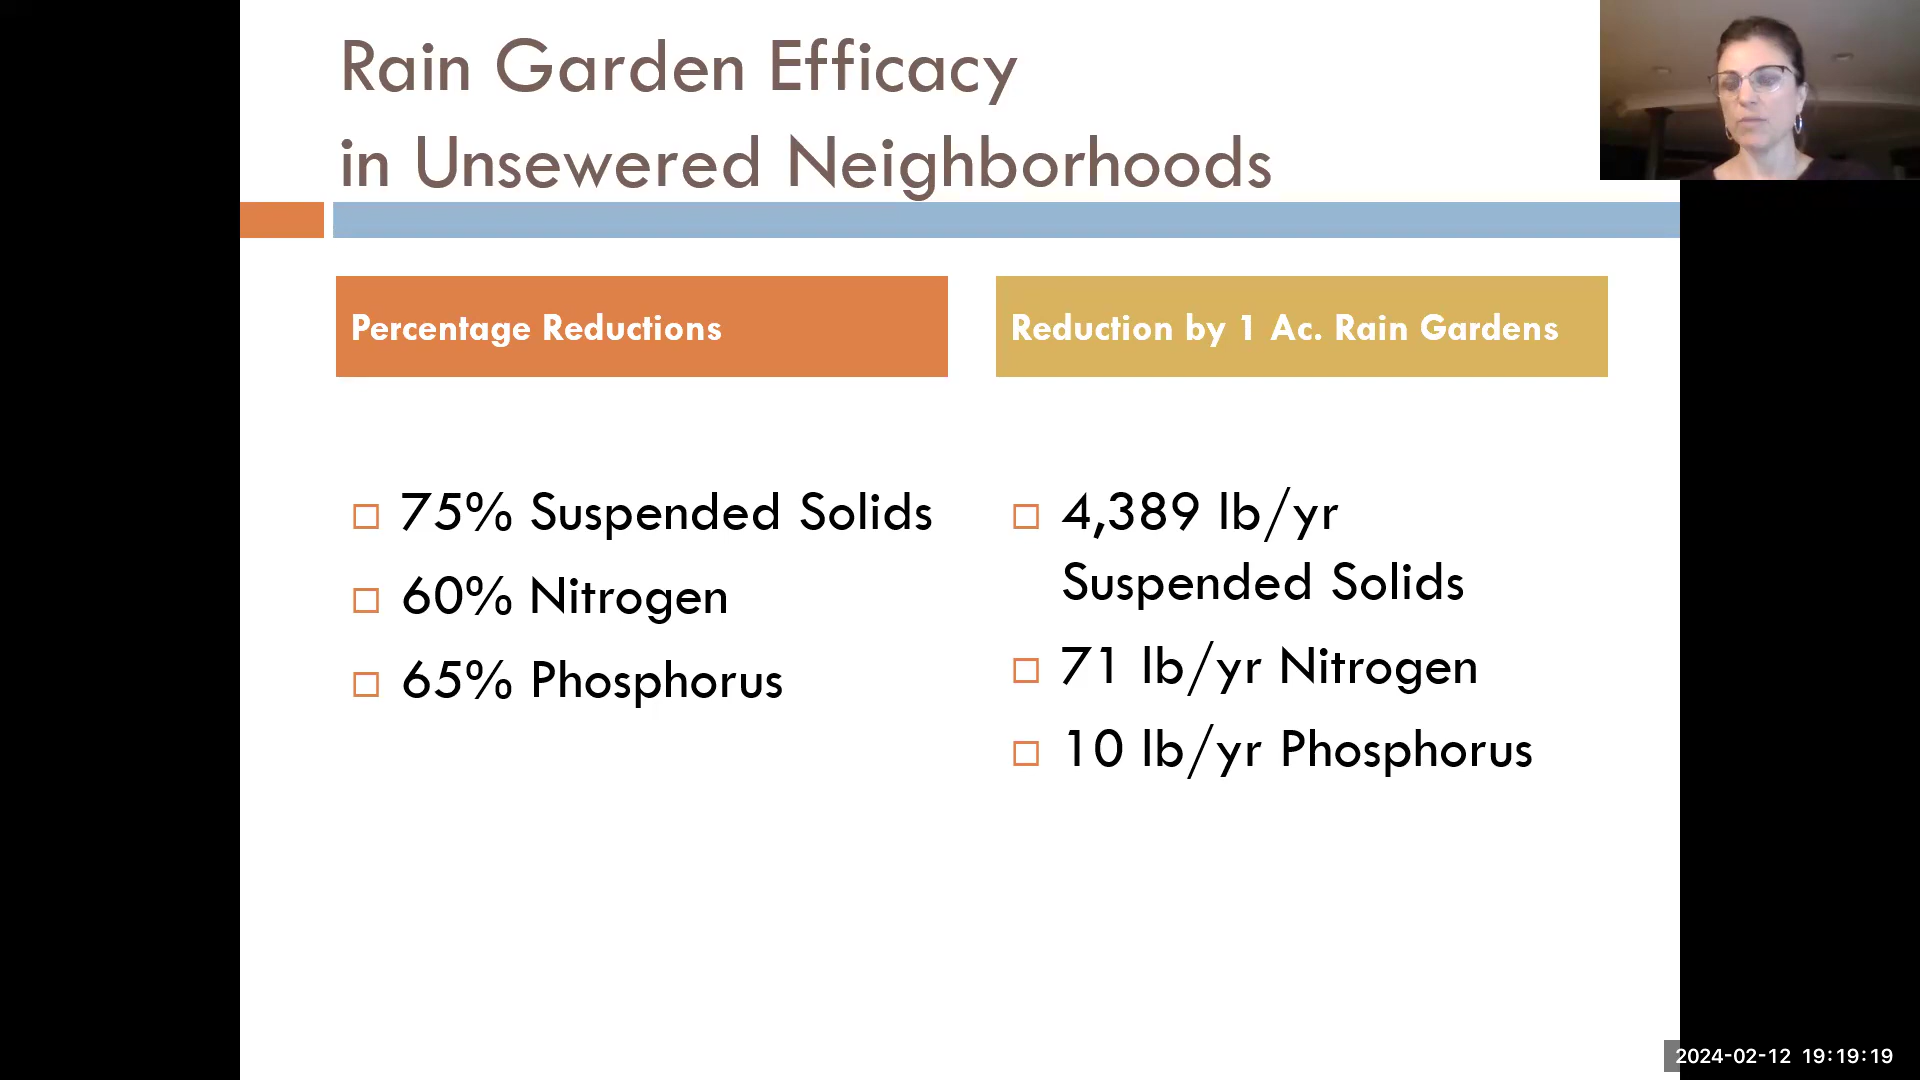 Rain Garden Efficacy
in Unsewered Neighborhoods
Percentage Reductions
75% Suspended Solids
60% Nitrogen
65% Phosphorus
Reduction by 1 Ac. Rain Gardens
4,389 lb/yr
Suspended Solids
71 lb/yr Nitrogen
10 lb/yr Phosphorus
2024-02-12 19:19:19